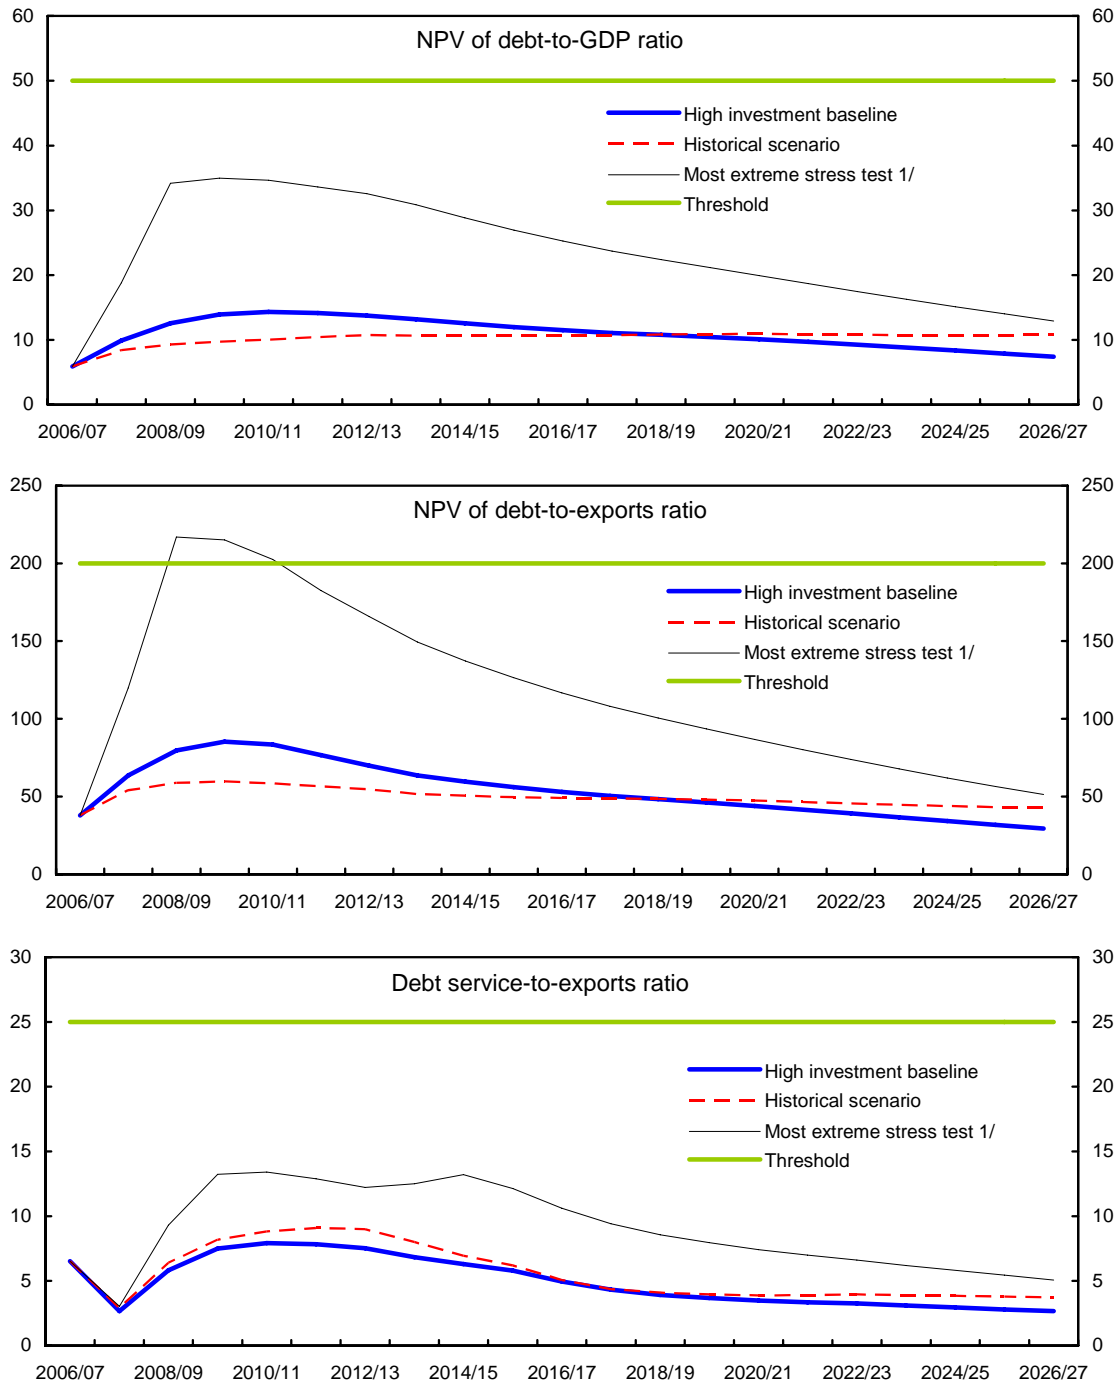 NPV of debt-to-GDP ratio
60 60
50 50
40 40
30 30
20 20
10 10
0 0
High investment baseline
Historical scenario
Most extreme stress test 1/
Threshold
2006/07 2008/09 2010/11 2012/13 2014/15 2016/17 2018/19 2020/21 2022/23 2024/25 2026/27
NPV of debt-to-exports ratio
250 250
200 200
150 150
100 100
50 50
0 0
High investment baseline
Historical scenario
Most extreme stress test 1/
Threshold
2006/07 2008/09 2010/11 2012/13 2014/15 2016/17 2018/19 2020/21 2022/23 2024/25 2026/27
Debt service-to-exports ratio
30 30
25 25
20 20
15 15
10 10
5 5
0 0
High investment baseline
Historical scenario
Most extreme stress test 1/
Threshold
2006/07 2008/09 2010/11 2012/13 2014/15 2016/17 2018/19 2020/21 2022/23 2024/25 2026/27